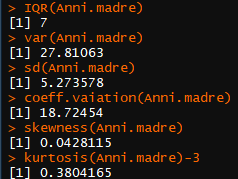 > IQR(Anni.madre)
[1] 7
> var(Anni.madre)
[1] 27.81063
> sd(Anni.madre)
[1] 5.273578
> coeff.vaiation(Anni.madre)
[1] 18.72454
> skewness(Anni.madre)
[1] 0.0428115
> kurtosis(Anni.madre)-3
[1] 0.3804165